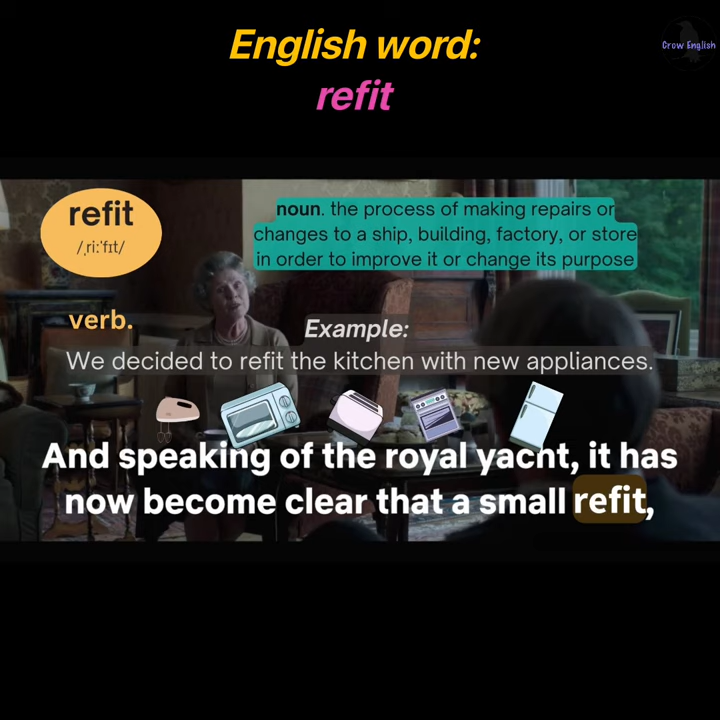 English word:
refit
Crow English
refit
/ˌriːˈfɪt/
noun. the process of making repairs or
changes to a ship, building, factory, or store
in order to improve it or change its purpose
verb.
Example:
We decided to refit the kitchen with new appliances.
And speaking of the royal yacht, it has
now become clear that a small refit,